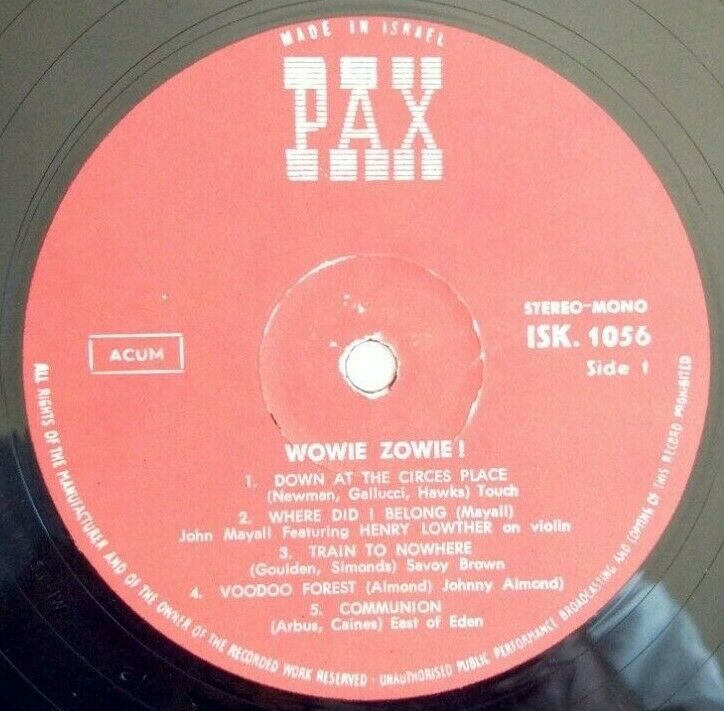 MADE IN ISRAEL
PAX
STEREO-MONO
ISK. 1056
Side 1
ACUM
WOWIE ZOWIE!
1. DOWN AT THE CIRCES PLACE
(Newman, Gallucci, Hawks) Touch
2. WHERE DID I BELONG (Mayall)
John Mayall Featuring HENRY LOWTHER on violin
3. TRAIN TO NOWHERE
(Goulden, Simonds) Savoy Brown
4. VOODOO FOREST (Almond) Johnny Almond)
5. COMMUNION
(Arbus, Caines) East of Eden
ALL RIGHTS OF THE MANUFACTURER AND OF THE OWNER OF THE RECORDED WORK RESERVED - UNAUTHORISED PUBLIC PERFORMANCE BROADCASTING AND COPYING OF THIS RECORD PROHIBITED